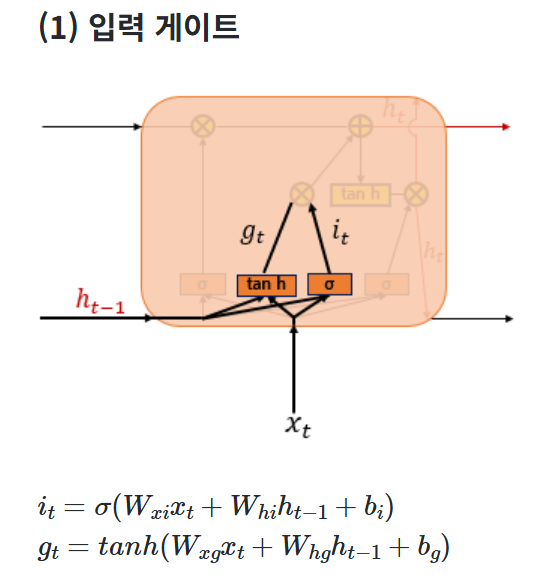 (1) 입력 게이트
h_t
tan h
g_t i_t
h_t
σ tan h σ σ
h_{t-1}
x_t
i_t = σ(W_{xi}x_t + W_{hi}h_{t-1} + b_i)
g_t = tanh(W_{xg}x_t + W_{hg}h_{t-1} + b_g)